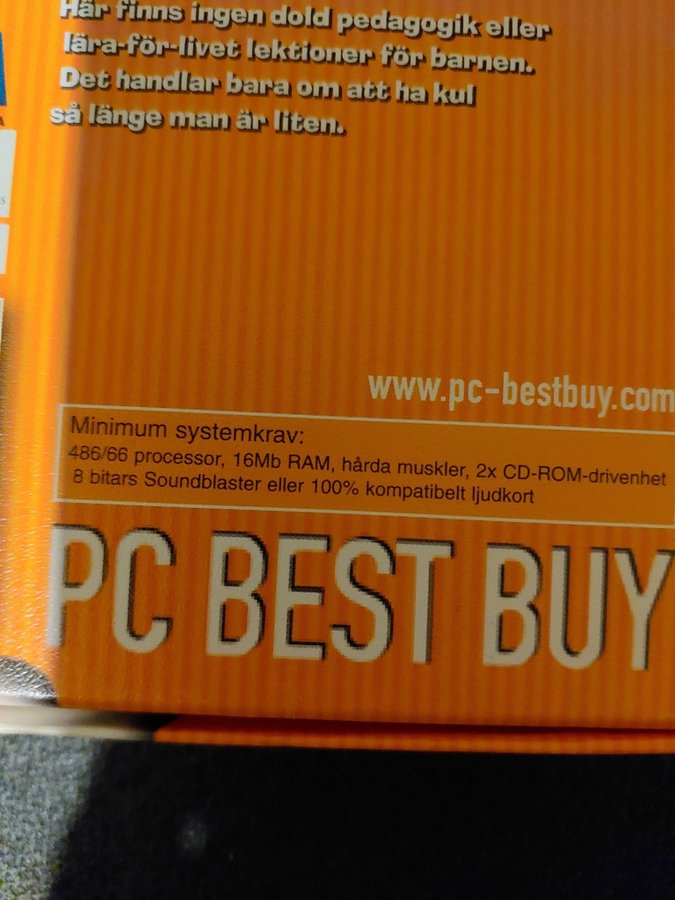 Här finns ingen dold pedagogik eller
lära-för-livet lektioner för barnen.
Det handlar bara om att ha kul
så länge man är liten.
www.pc-bestbuy.com
Minimum systemkrav:
486/66 processor, 16Mb RAM, hårda muskler, 2x CD-ROM-drivenhet
8 bitars Soundblaster eller 100% kompatibelt ljudkort
PC BEST BUY